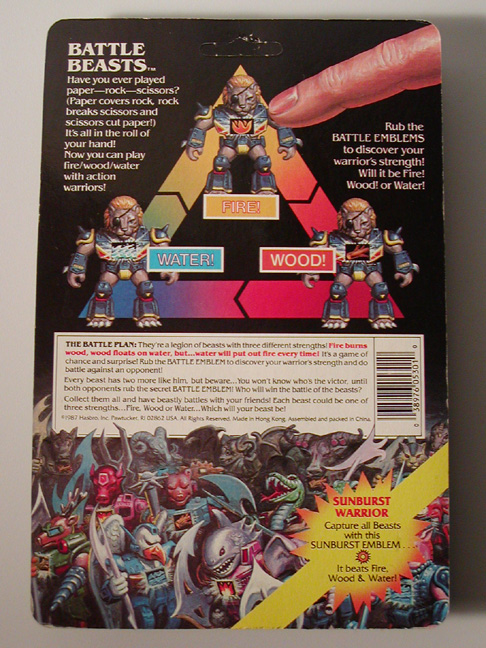 BATTLE
BEASTS™
Have you ever played
paper—rock—scissors?
(Paper covers rock, rock
breaks scissors and
scissors cut paper!)
It's all in the roll of
your hand!
Now you can play
fire/wood/water
with action
warriors!
Rub the
BATTLE EMBLEMS
to discover your
warrior's strength!
Will it be Fire!
Wood! or Water!
FIRE!
WATER!
WOOD!
THE BATTLE PLAN: They're a legion of beasts with three different strengths! Fire burns
wood, wood floats on water, but...water will put out fire every time! It's a game of
chance and surprise! Rub the BATTLE EMBLEM to discover your warrior's strength and do
battle against an opponent!
Every beast has two more like him, but beware...You won't know who's the victor, until
both opponents rub the secret BATTLE EMBLEM! Who will win the battle of the beasts?
Collect them all and have beastly battles with your friends! Each beast could be one of
three strengths...Fire, Wood or Water...Which will your beast be!
©1987 Hasbro, Inc. Pawtucket, RI 02862 USA. All Rights Reserved. Made in Hong Kong. Assembled and packed in China.
SUNBURST
WARRIOR
Capture all Beasts
with this
SUNBURST EMBLEM...
It beats Fire,
Wood & Water!